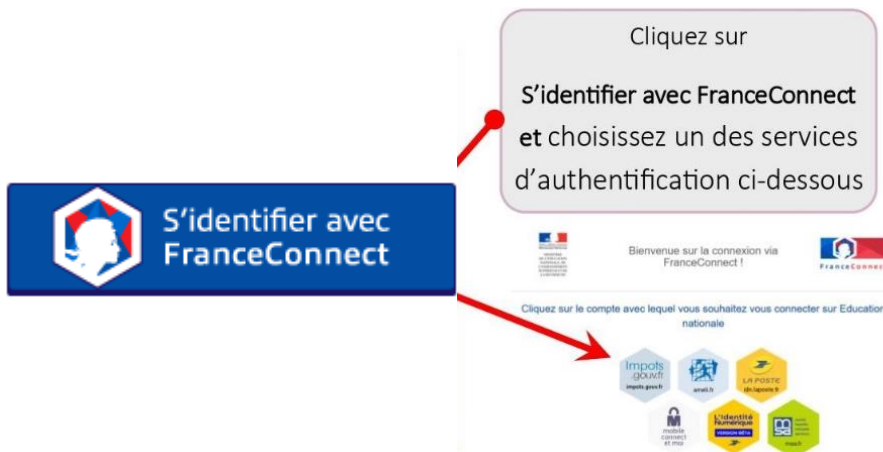 Cliquez sur
S'identifier avec FranceConnect
et choisissez un des services
d'authentification ci-dessous
S'identifier avec
FranceConnect
Bienvenue sur la connexion via
FranceConnect !
FranceConnec
Cliquez sur le compte avec lequel vous souhaitez vous connecter sur Education
nationale
Impots
.gouv.fr
impots.gouv.fr
ameli.fr
LA POSTE
idn.laposte.fr
mobile
connect
et moi
L'Identité
Numérique
VERSION BÊTA
msa.fr